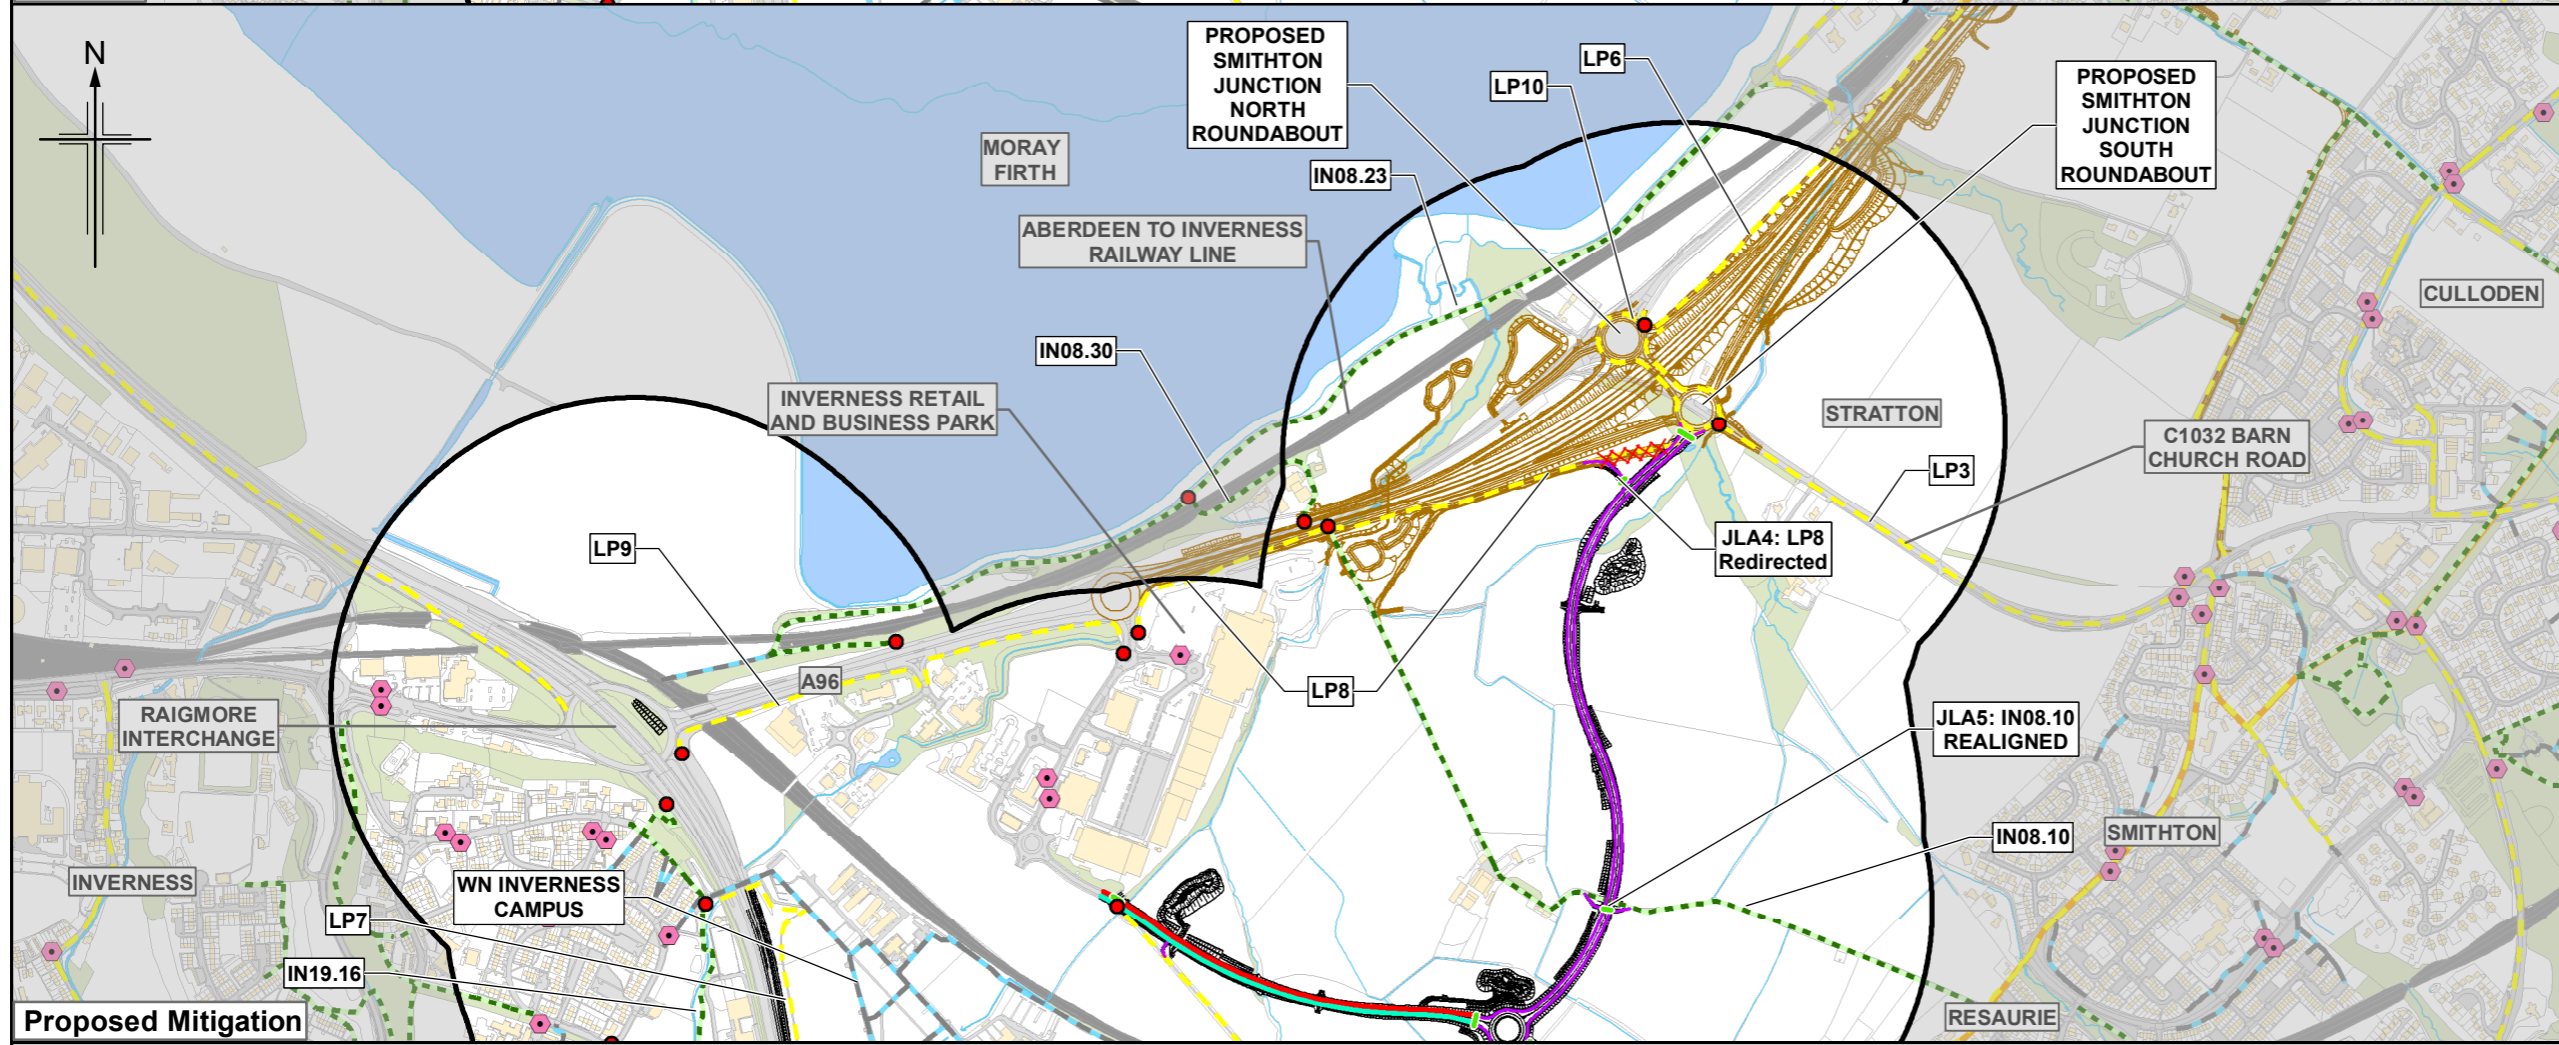 N
PROPOSED
SMITHTON
JUNCTION
NORTH
ROUNDABOUT
LP6
LP10
PROPOSED
SMITHTON
JUNCTION
SOUTH
ROUNDABOUT
MORAY
FIRTH
IN08.23
ABERDEEN TO INVERNESS
RAILWAY LINE
CULLODEN
IN08.30
INVERNESS RETAIL
AND BUSINESS PARK
STRATTON
C1032 BARN
CHURCH ROAD
LP3
LP9
JLA4: LP8
Redirected
A96
LP8
RAIGMORE
INTERCHANGE
JLA5: IN08.10
REALIGNED
IN08.10
SMITHTON
INVERNESS
WN INVERNESS
CAMPUS
LP7
IN19.16
RESAURIE
Proposed Mitigation